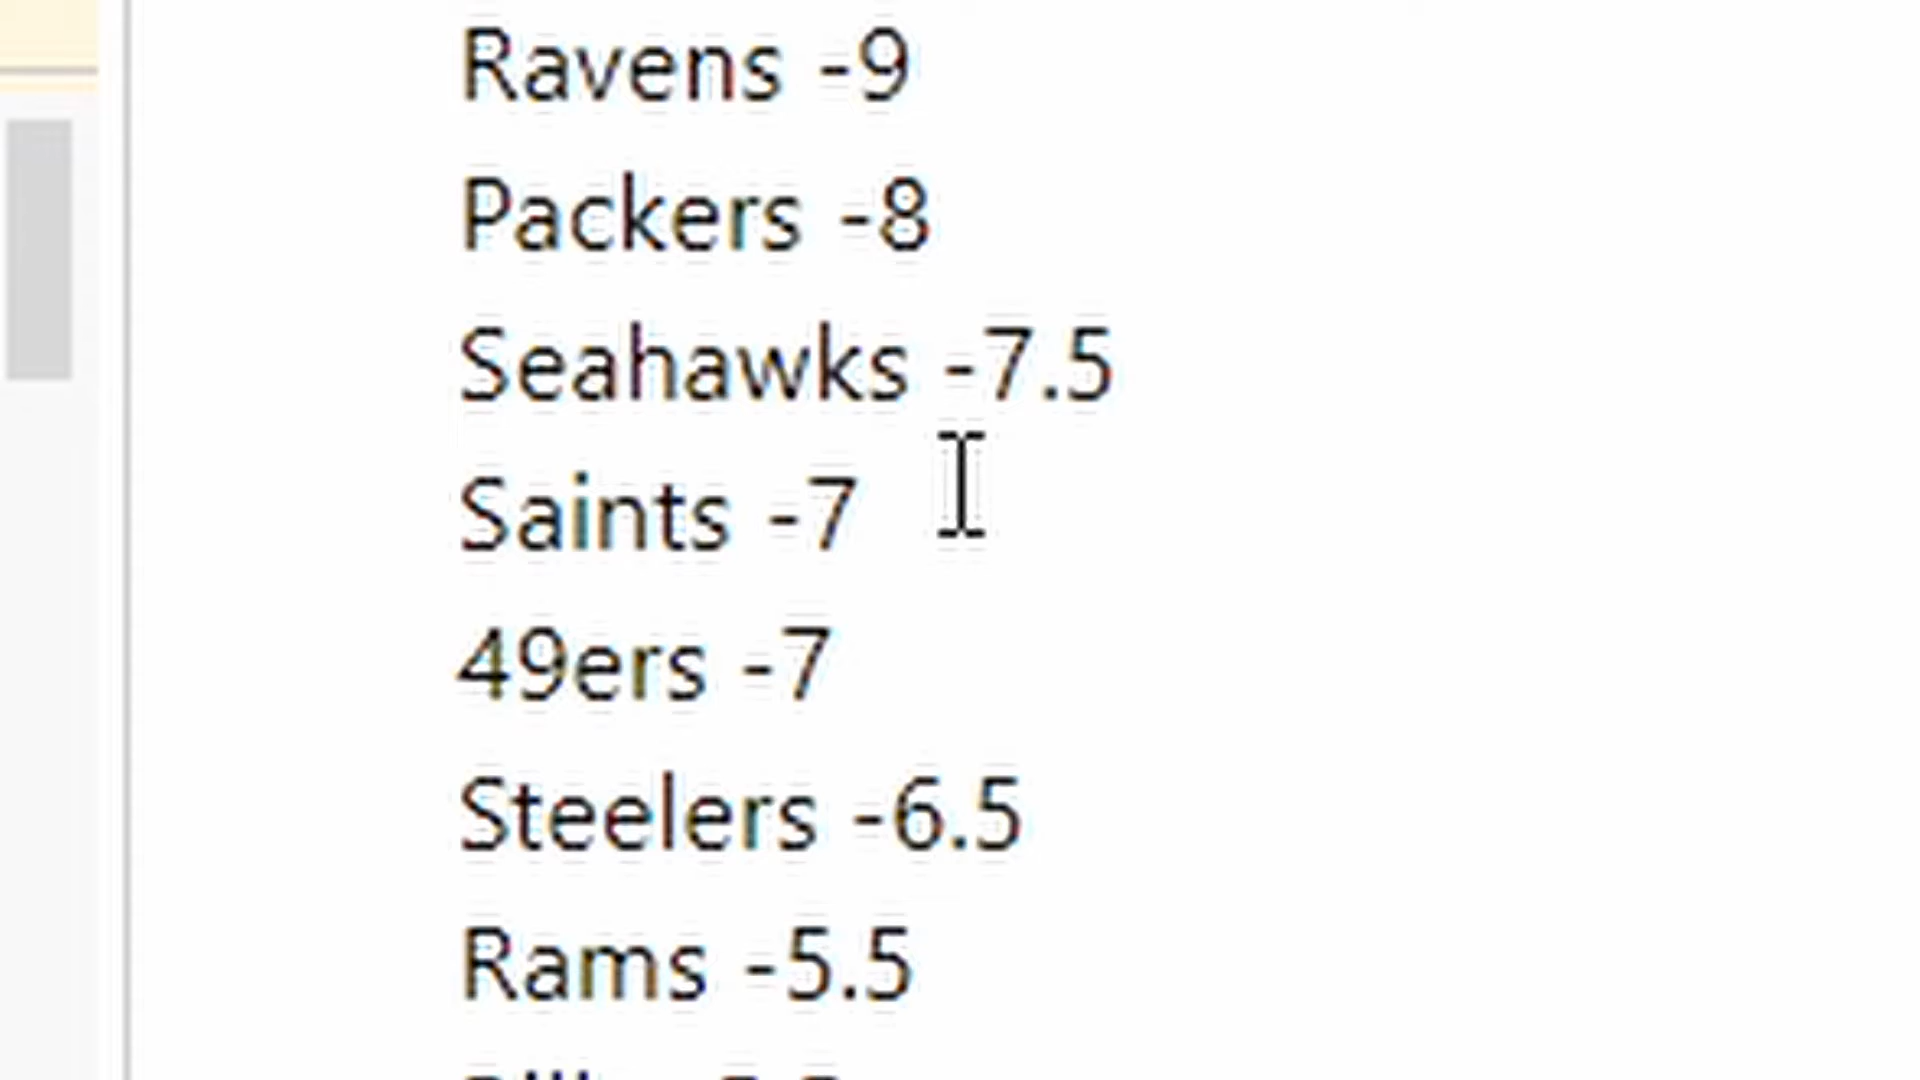 Ravens -9
Packers -8
Seahawks -7.5
Saints -7
49ers -7
Steelers -6.5
Rams -5.5